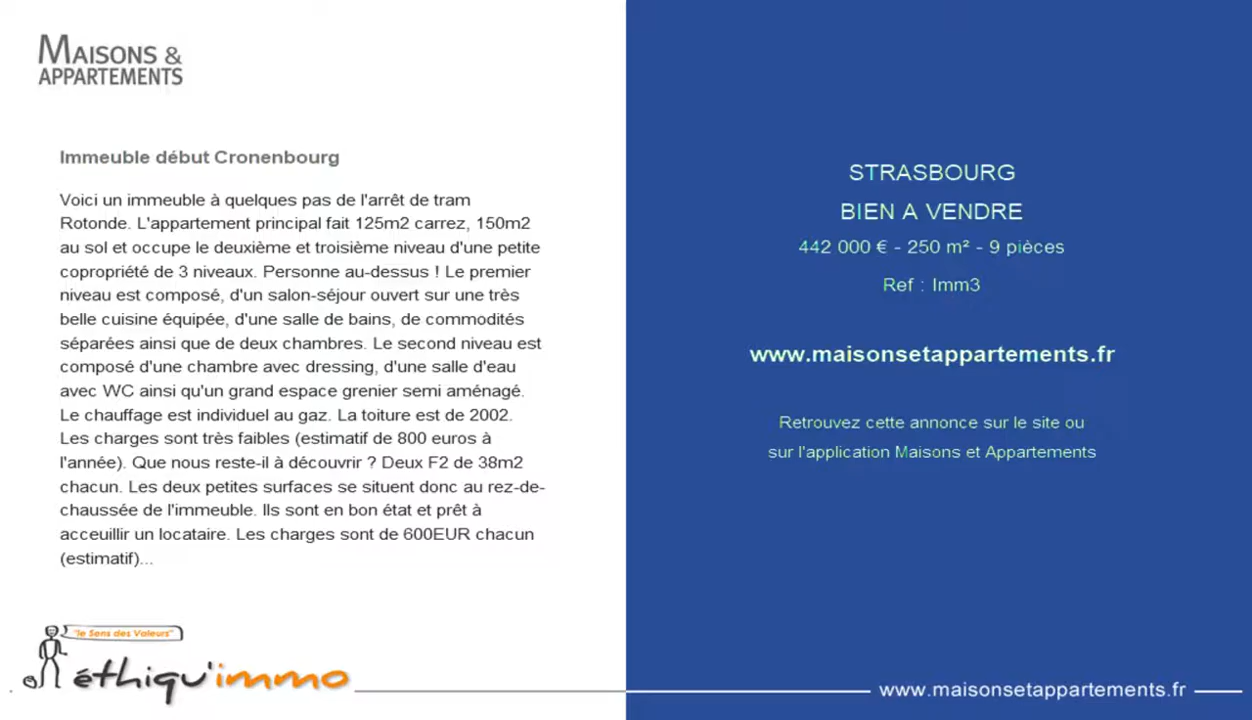 MAISONS &
APPARTEMENTS
Immeuble début Cronenbourg
Voici un immeuble à quelques pas de l'arrêt de tram
Rotonde. L'appartement principal fait 125m2 carrez, 150m2
au sol et occupe le deuxième et troisième niveau d'une petite
copropriété de 3 niveaux. Personne au-dessus ! Le premier
niveau est composé, d'un salon-séjour ouvert sur une très
belle cuisine équipée, d'une salle de bains, de commodités
séparées ainsi que de deux chambres. Le second niveau est
composé d'une chambre avec dressing, d'une salle d'eau
avec WC ainsi qu'un grand espace grenier semi aménagé.
Le chauffage est individuel au gaz. La toiture est de 2002.
Les charges sont très faibles (estimatif de 800 euros à
l'année). Que nous reste-il à découvrir ? Deux F2 de 38m2
chacun. Les deux petites surfaces se situent donc au rez-de-
chaussée de l'immeuble. Ils sont en bon état et prêt à
acceuillir un locataire. Les charges sont de 600EUR chacun
(estimatif)...
"le Sens des Valeurs"
éthiqu'immo
STRASBOURG
BIEN A VENDRE
442 000 € - 250 m² - 9 pièces
Ref : Imm3
www.maisonsetappartements.fr
Retrouvez cette annonce sur le site ou
sur l'application Maisons et Appartements
www.maisonsetappartements.fr